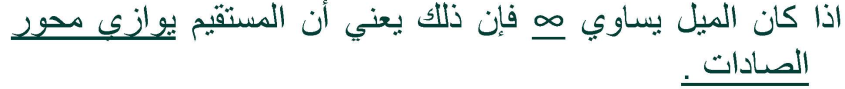 اذا كان الميل يساوي ∞ فإن ذلك يعني أن المستقيم يوازي محور
الصادات .